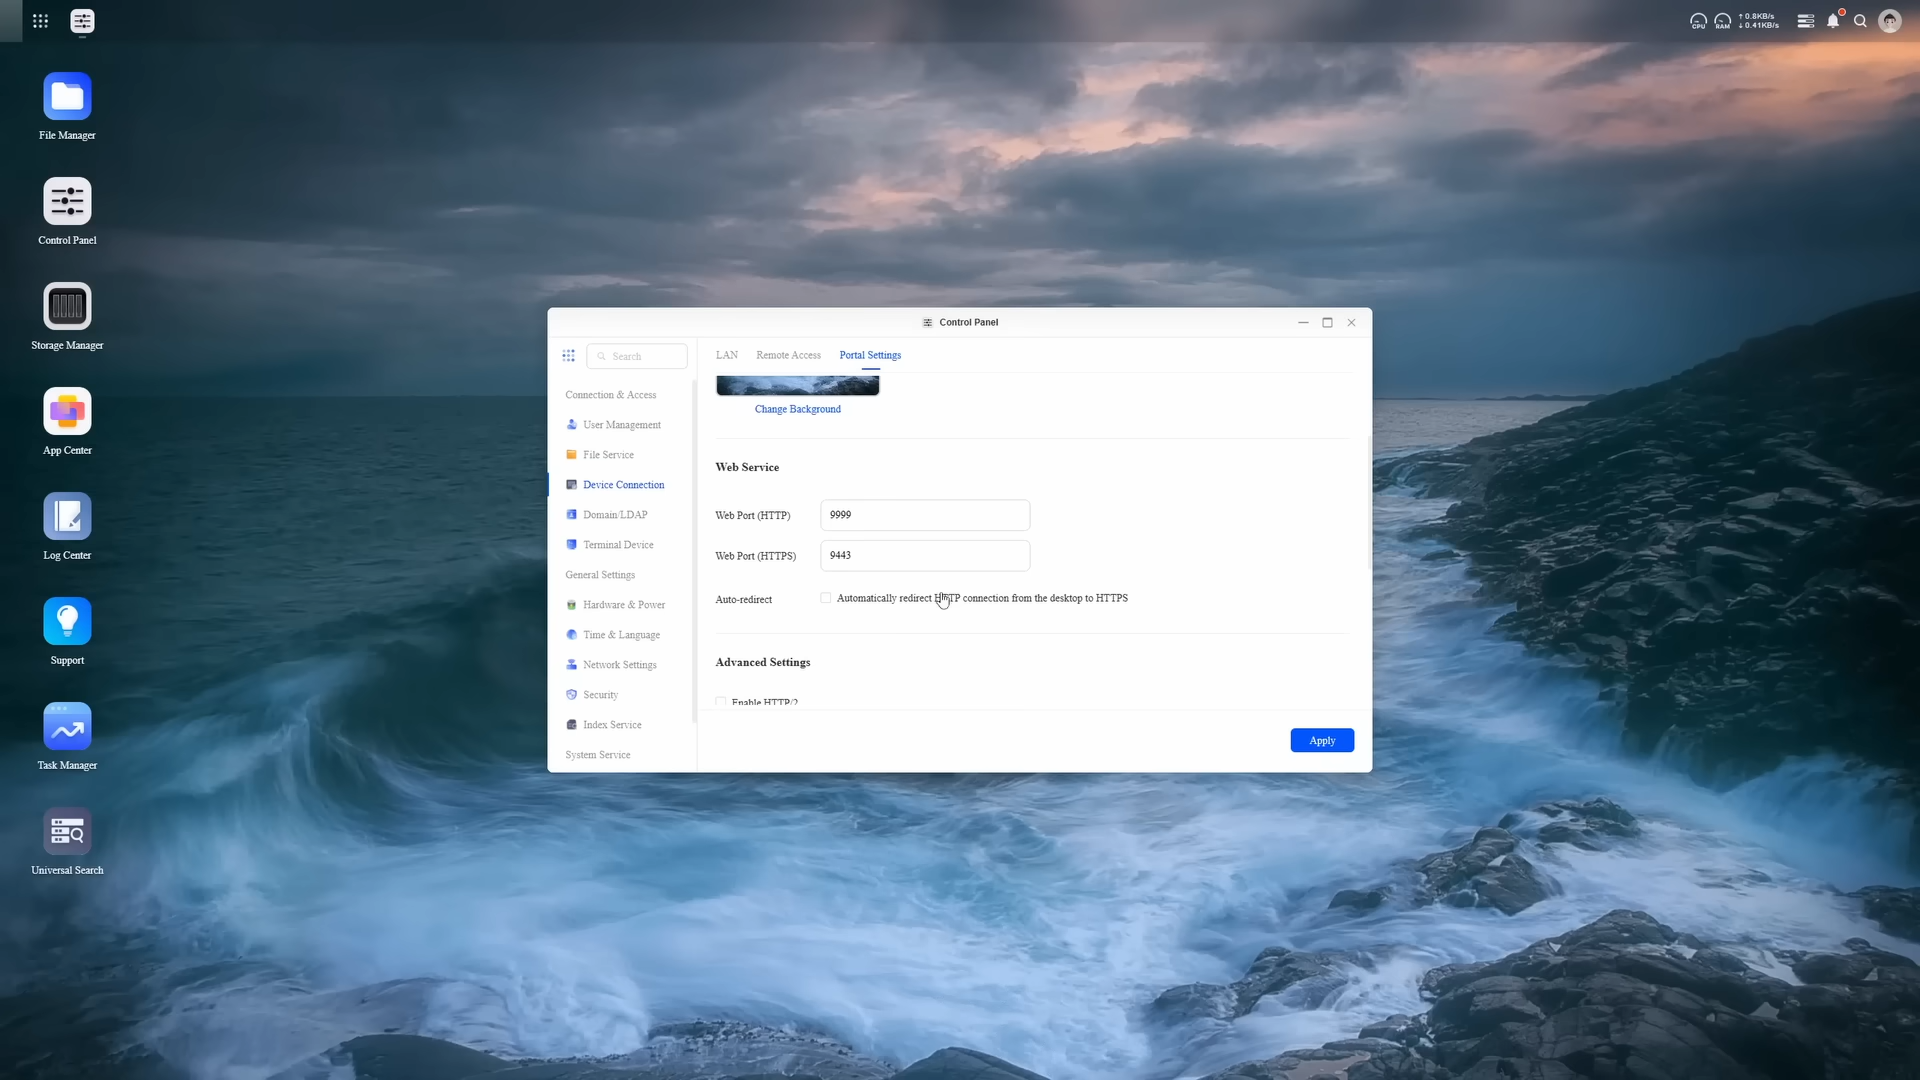 CPU
RAM
↑ 0.8KB/s
↓ 0.41KB/s
File Manager
Control Panel
Storage Manager
App Center
Log Center
Support
Task Manager
Universal Search
Control Panel
Search
Connection & Access
User Management
File Service
Device Connection
Domain/LDAP
Terminal Device
General Settings
Hardware & Power
Time & Language
Network Settings
Security
Index Service
System Service
LAN Remote Access Portal Settings
Change Background
Web Service
Web Port (HTTP) 9999
Web Port (HTTPS) 9443
Auto-redirect Automatically redirect HTTP connection from the desktop to HTTPS
Advanced Settings
Enable HTTP/2
Apply